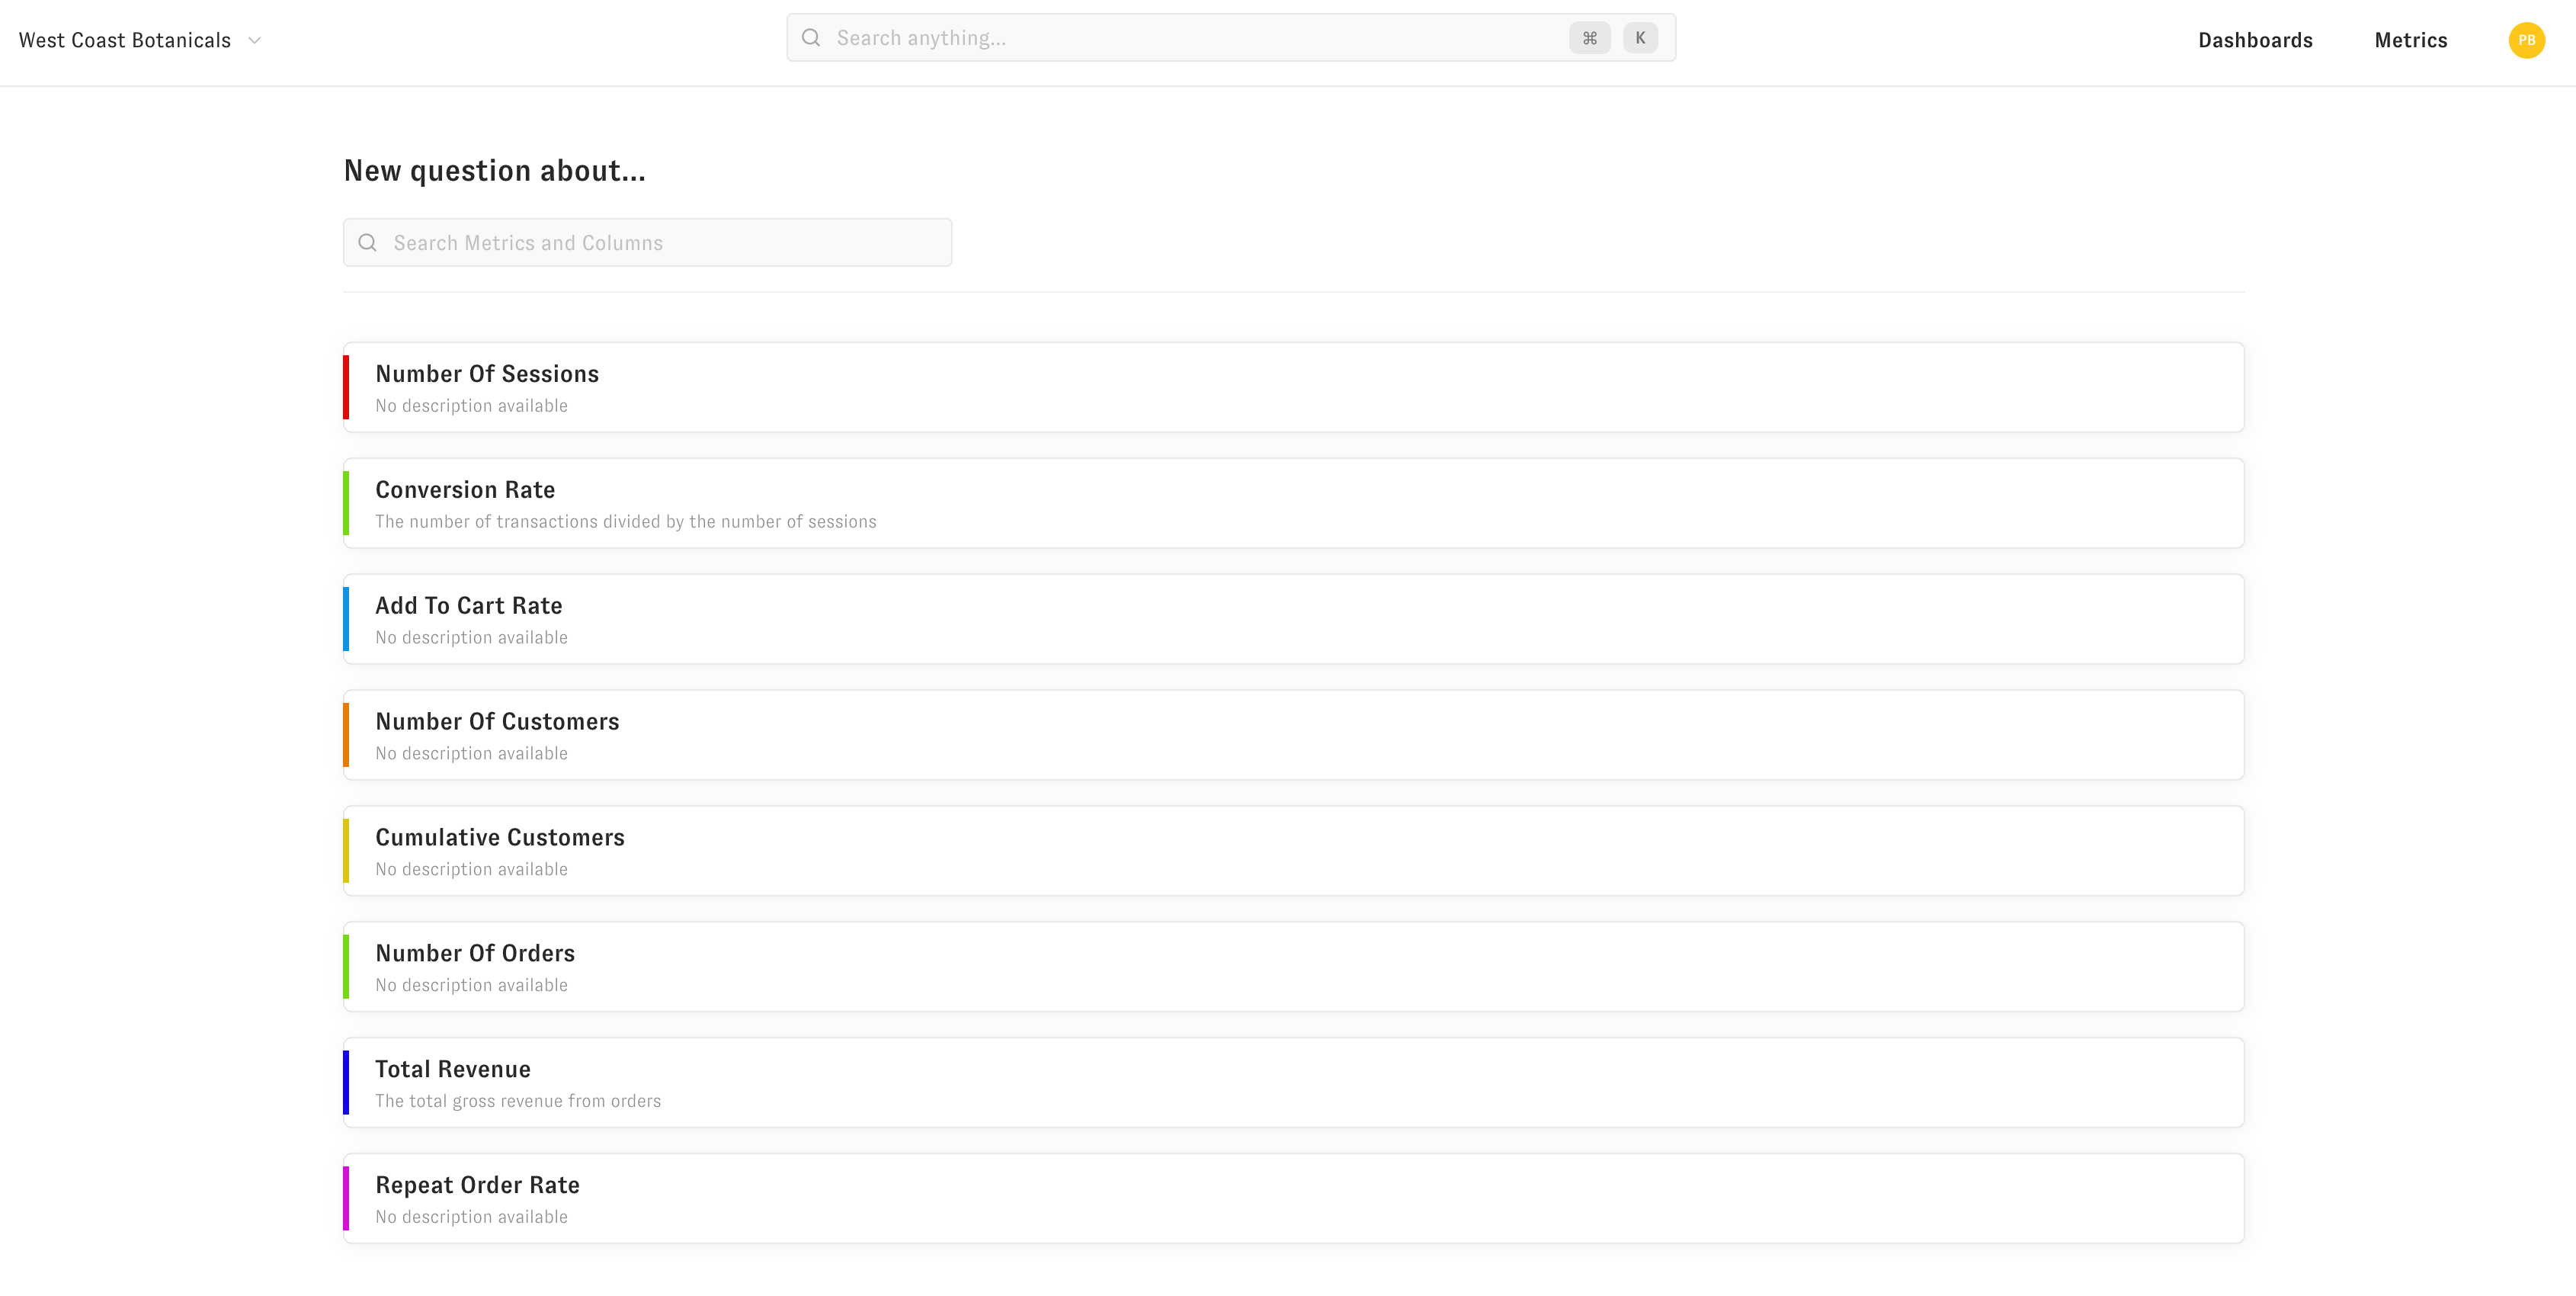 West Coast Botanicals
Search anything...
⌘ K
Dashboards
Metrics
PB
New question about...
Search Metrics and Columns
Number Of Sessions
No description available
Conversion Rate
The number of transactions divided by the number of sessions
Add To Cart Rate
No description available
Number Of Customers
No description available
Cumulative Customers
No description available
Number Of Orders
No description available
Total Revenue
The total gross revenue from orders
Repeat Order Rate
No description available